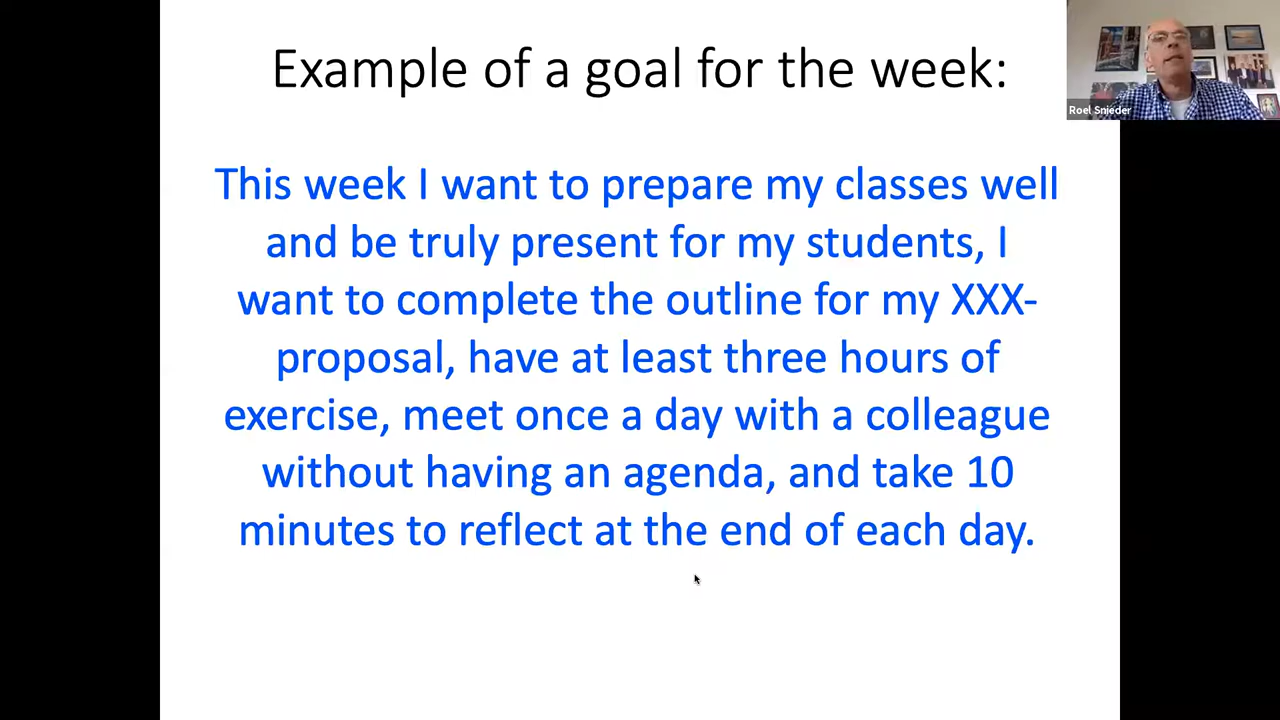 Example of a goal for the week:
Roel Snieder
This week I want to prepare my classes well
and be truly present for my students, I
want to complete the outline for my XXX-
proposal, have at least three hours of
exercise, meet once a day with a colleague
without having an agenda, and take 10
minutes to reflect at the end of each day.